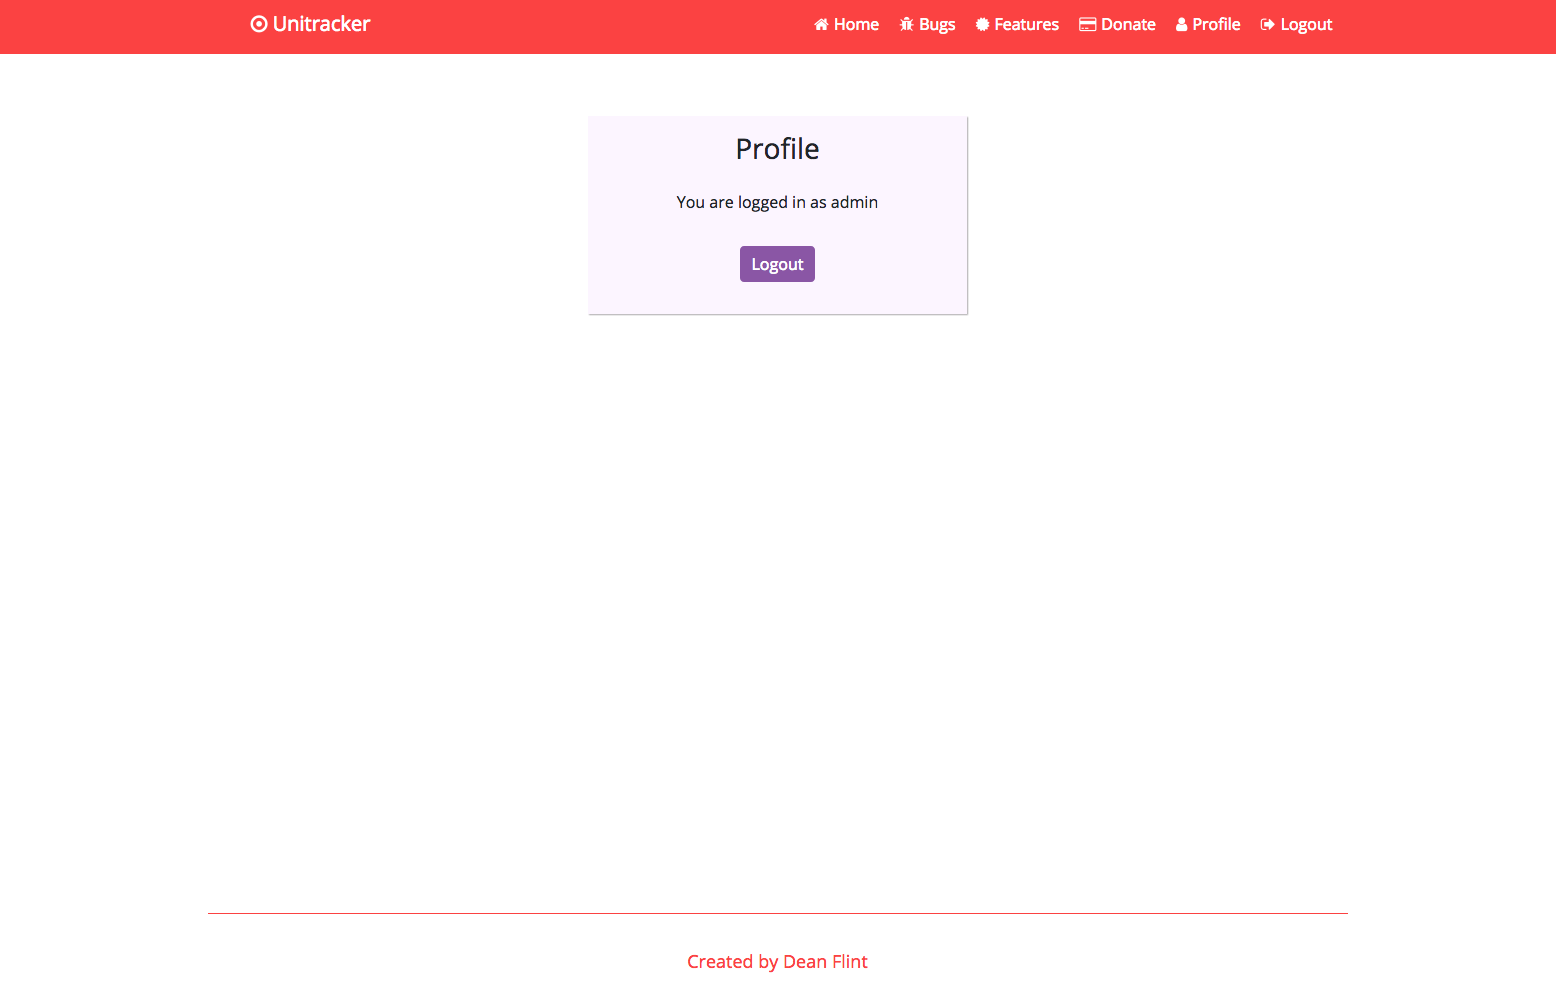 Unitracker
Home Bugs Features Donate Profile Logout
Profile
You are logged in as admin
Logout
Created by Dean Flint